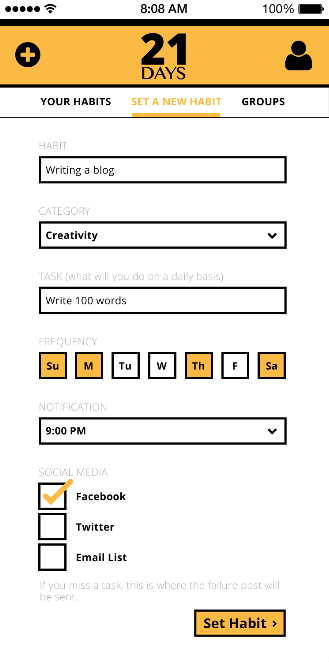 8:08 AM 100%
21
DAYS
YOUR HABITS SET A NEW HABIT GROUPS
HABIT
Writing a blog
CATEGORY
Creativity
TASK (what will you do on a daily basis)
Write 100 words
FREQUENCY
Su M Tu W Th F Sa
NOTIFICATION
9:00 PM
SOCIAL MEDIA
Facebook
Twitter
Email List
If you miss a task, this is where the failure post will
be sent.
Set Habit ›